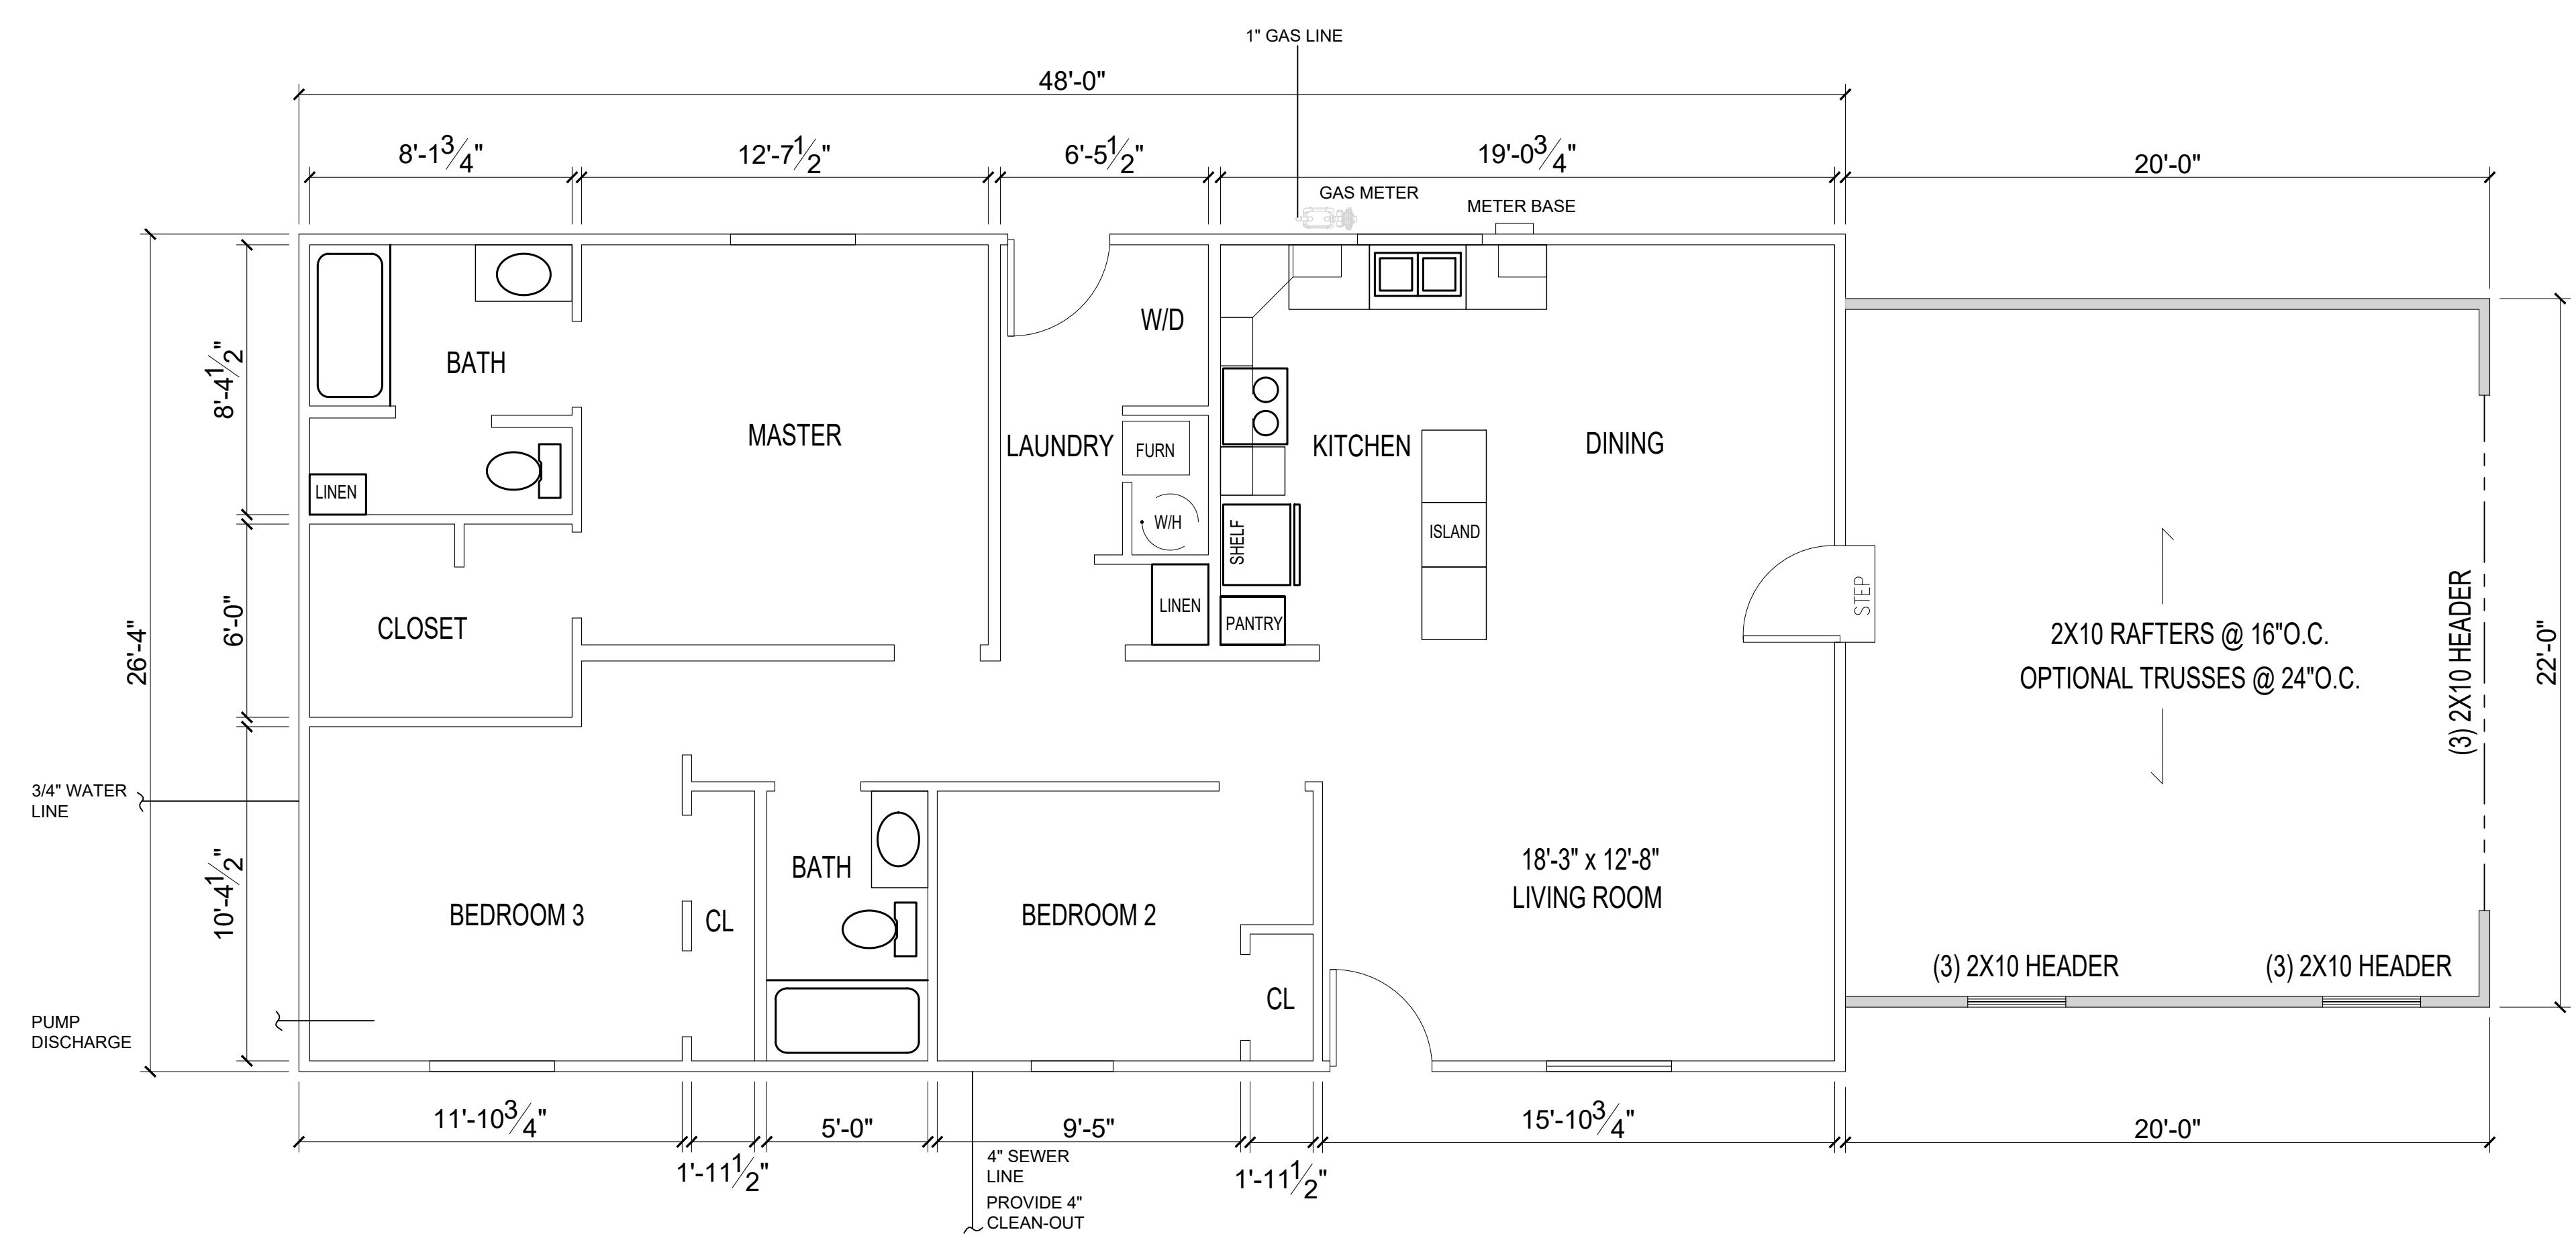 1" GAS LINE
48'-0"
8'-1 3/4"
12'-7 1/2"
6'-5 1/2"
19'-0 3/4"
20'-0"
GAS METER
METER BASE
W/D
BATH
8'-4 1/2"
MASTER
LAUNDRY
FURN
KITCHEN
DINING
LINEN
W/H
SHELF
ISLAND
STEP
CLOSET
6'-0"
26'-4"
LINEN
PANTRY
2X10 RAFTERS @ 16"O.C.
OPTIONAL TRUSSES @ 24"O.C.
(3) 2X10 HEADER
22'-0"
3/4" WATER
LINE
10'-4 1/2"
BATH
18'-3" x 12'-8"
LIVING ROOM
BEDROOM 3
CL
BEDROOM 2
(3) 2X10 HEADER
(3) 2X10 HEADER
CL
PUMP
DISCHARGE
11'-10 3/4"
1'-11 1/2"
5'-0"
9'-5"
1'-11 1/2"
15'-10 3/4"
20'-0"
4" SEWER
LINE
PROVIDE 4"
CLEAN-OUT